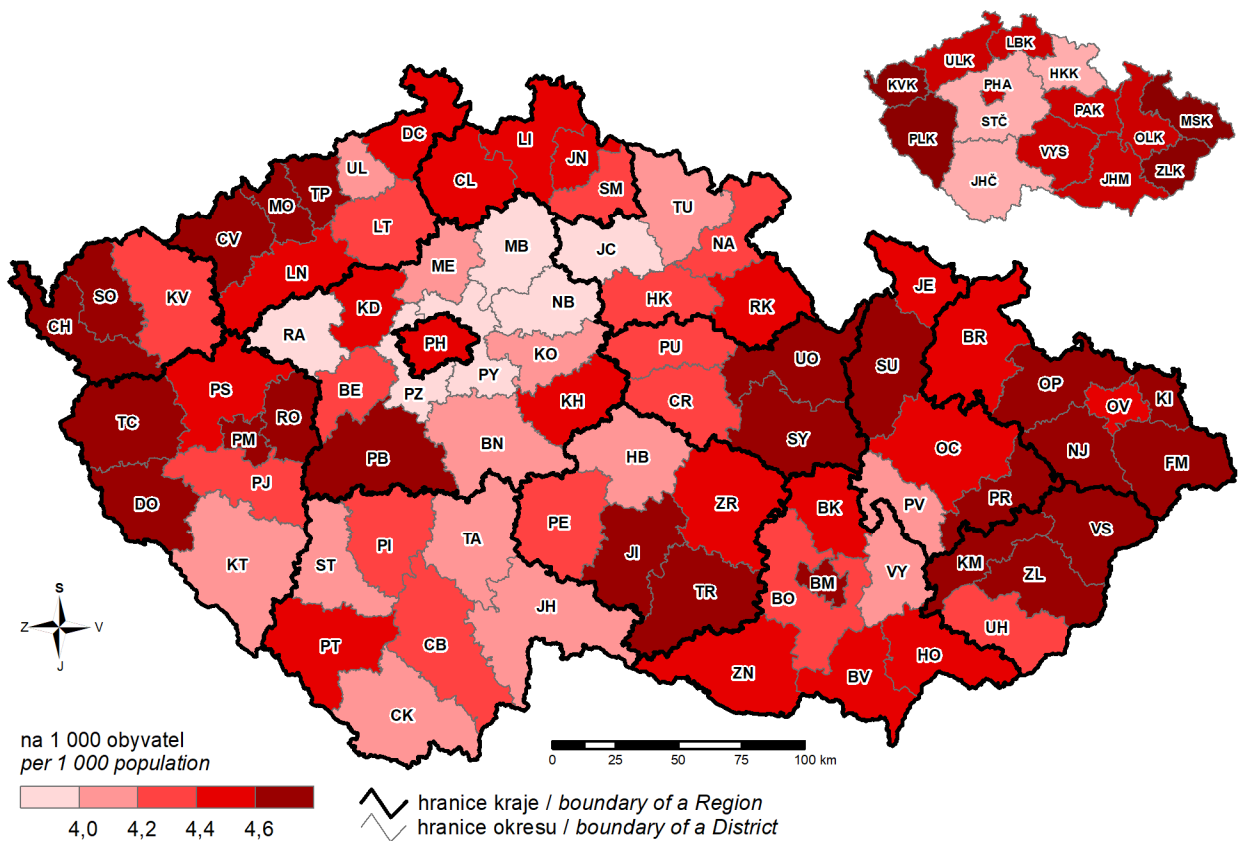 LBK
ULK
HKK
KVK
PHA
PAK
STČ
MSK
PLK
OLK
VYS
ZLK
JHČ
JHM
DC
LI
JN
UL
CL
SM
TP
MO
TU
LT
CV
MB
NA
JC
ME
LN
SO
KV
NB
HK
JE
KD
RK
CH
RA
BR
PH
KO
PU
UO
SU
PY
OP
KI
PS
BE
PZ
KH
CR
OV
RO
TC
PM
SY
BN
OC
PB
HB
NJ
FM
PJ
DO
PR
ZR
PV
BK
VS
PE
TA
PI
JI
ST
KT
KM
ZL
VY
BM
TR
BO
JH
UH
PT
CB
HO
ZN
BV
CK
S
Z V
J
na 1 000 obyvatel
per 1 000 population
4,0 4,2 4,4 4,6
0 25 50 75 100 km
hranice kraje / boundary of a Region
hranice okresu / boundary of a District